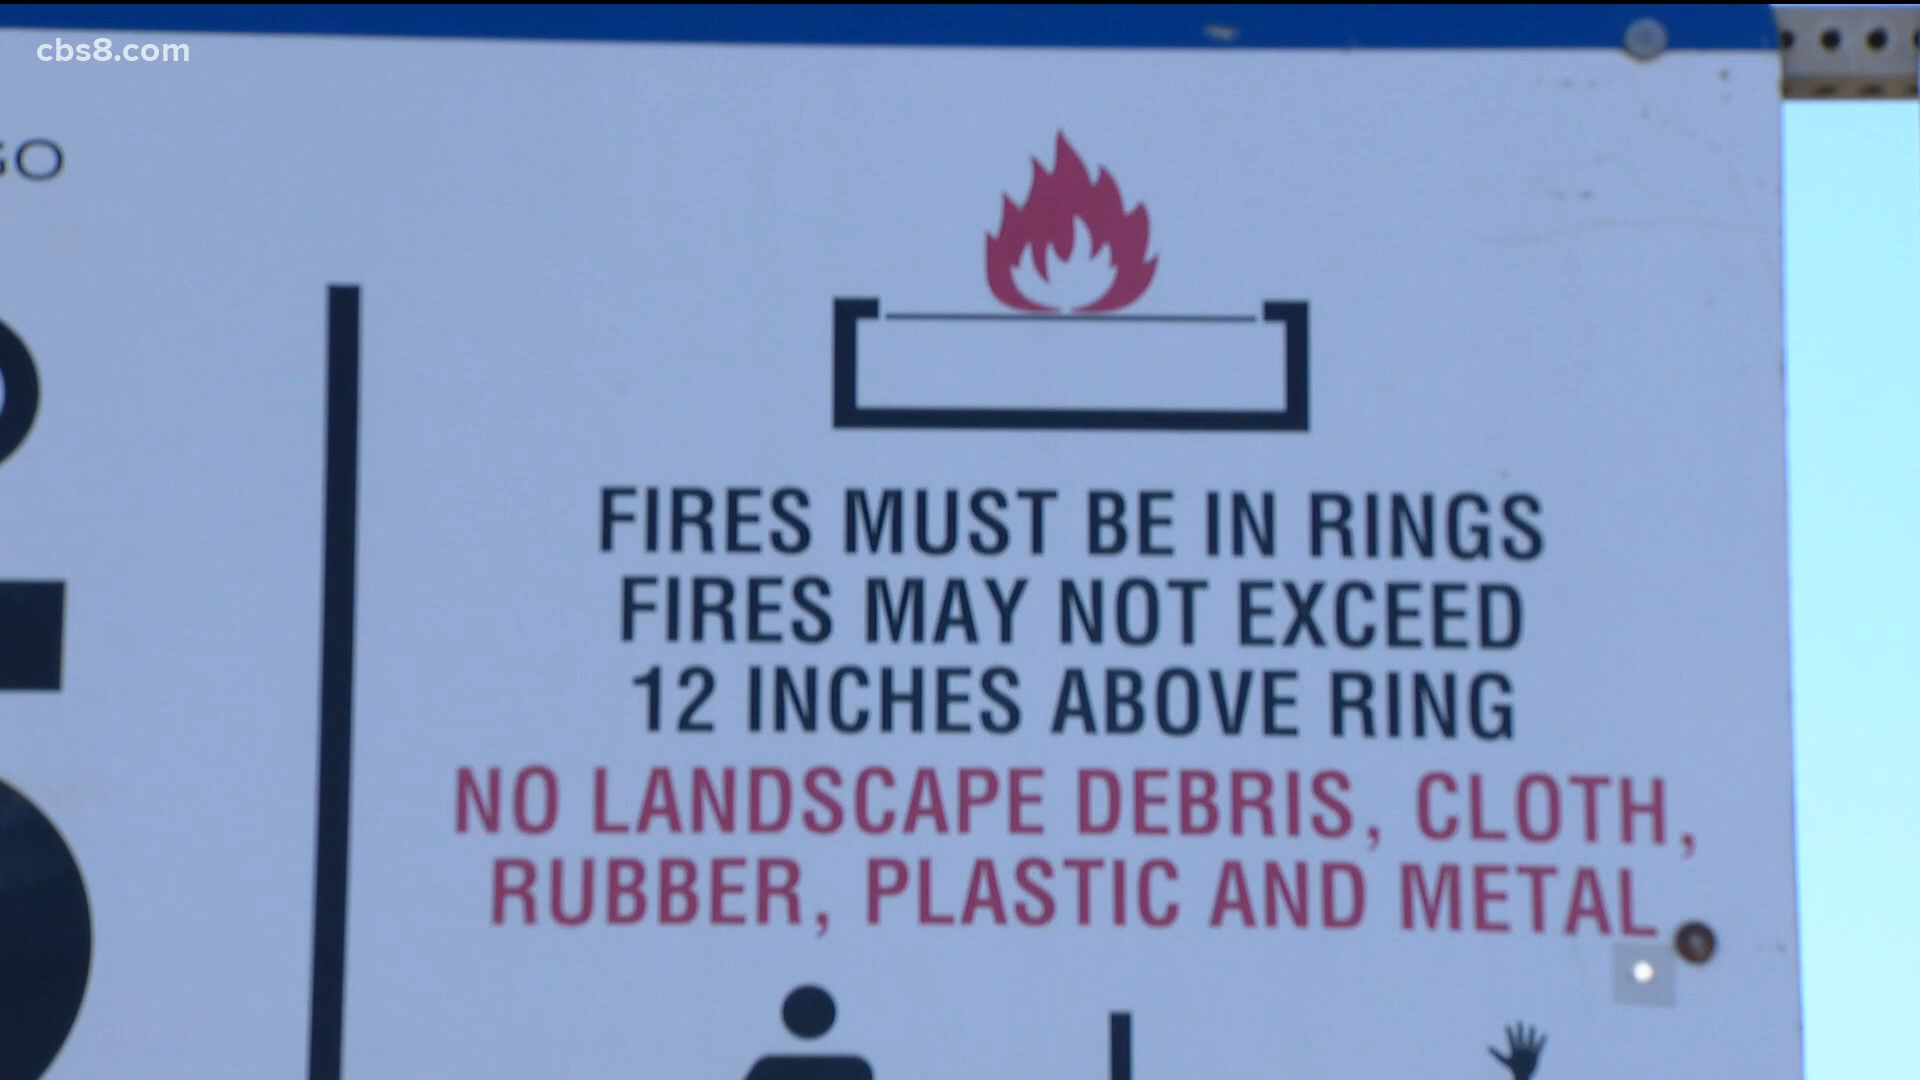 cbs8.com
GO
FIRES MUST BE IN RINGS
FIRES MAY NOT EXCEED
12 INCHES ABOVE RING
NO LANDSCAPE DEBRIS, CLOTH,
RUBBER, PLASTIC AND METAL